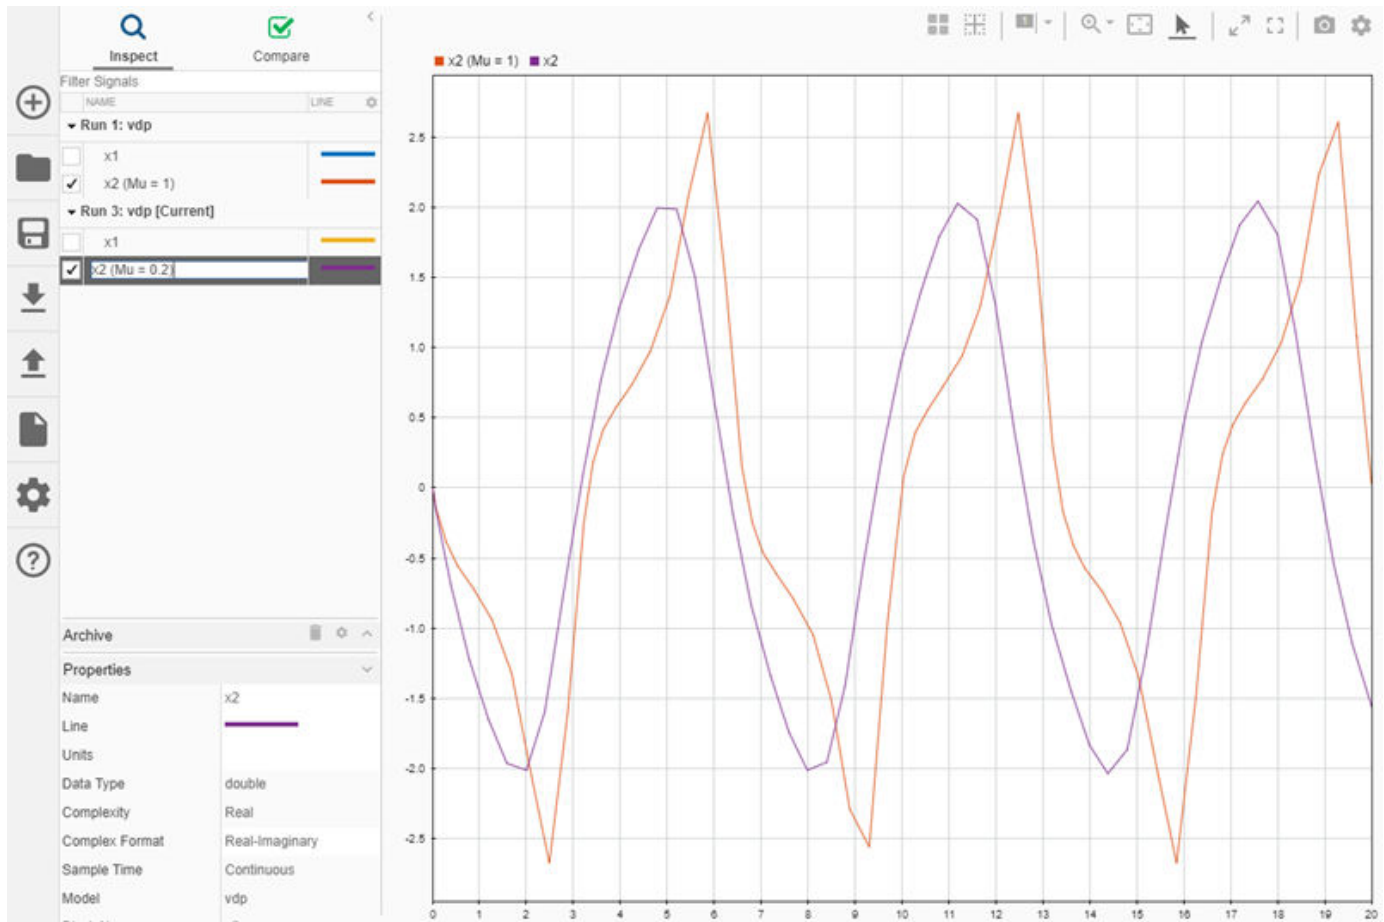 Inspect
Compare
Filter Signals
NAME
LINE
Run 1: vdp
x1
x2 (Mu = 1)
Run 3: vdp [Current]
x1
x2 (Mu = 0.2)
Archive
Properties
Name x2
Line
Units
Data Type double
Complexity Real
Complex Format Real-Imaginary
Sample Time Continuous
Model vdp
1
x2 (Mu = 1) x2
2.5
2.0
1.5
1.0
0.5
0
-0.5
-1.0
-1.5
-2.0
-2.5
0 1 2 3 4 5 6 7 8 9 10 11 12 13 14 15 16 17 18 19 20